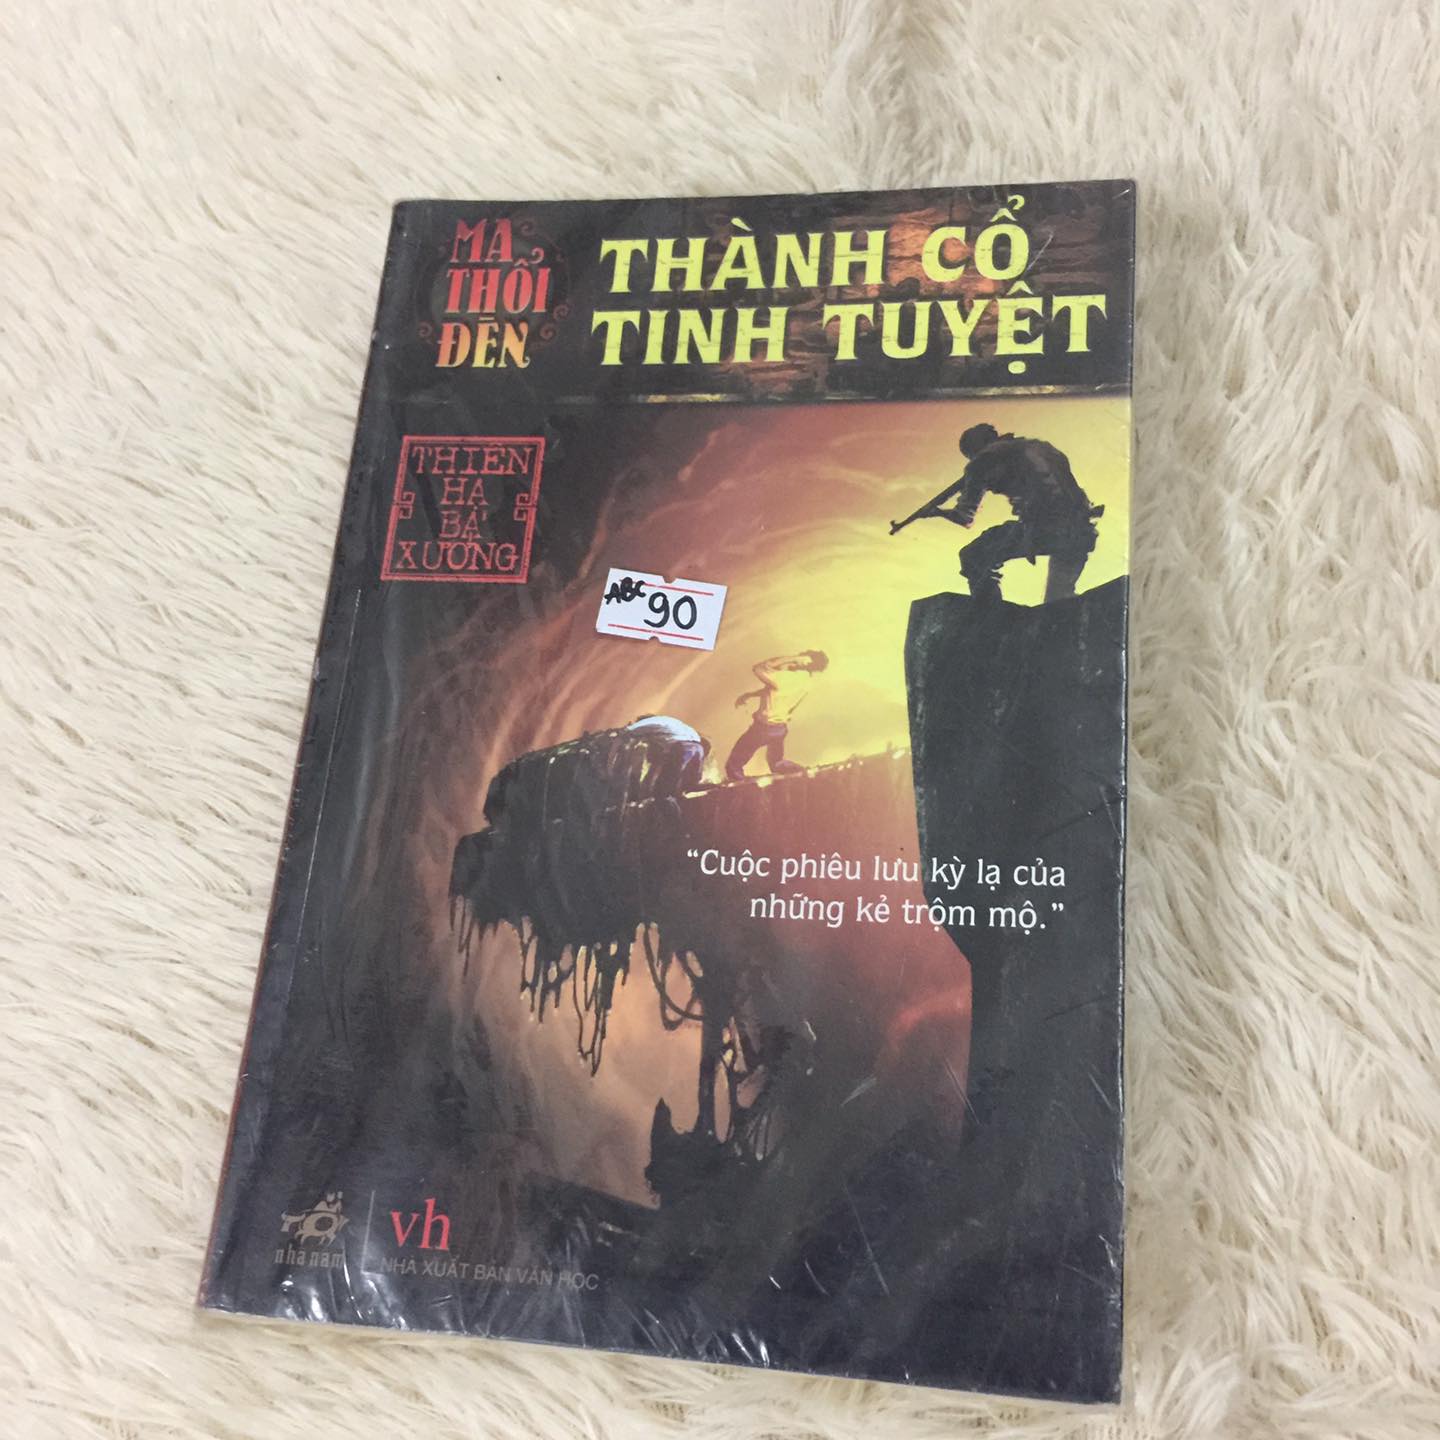 MA
THỔI
ĐÈN
THÀNH CỔ
TINH TUYỆT
THIÊN
HẠ
BÁ
XƯỚNG
ABC 90
“Cuộc phiêu lưu kỳ lạ của
những kẻ trộm mộ.”
nhã nam
vh
NHÀ XUẤT BẢN VĂN HỌC